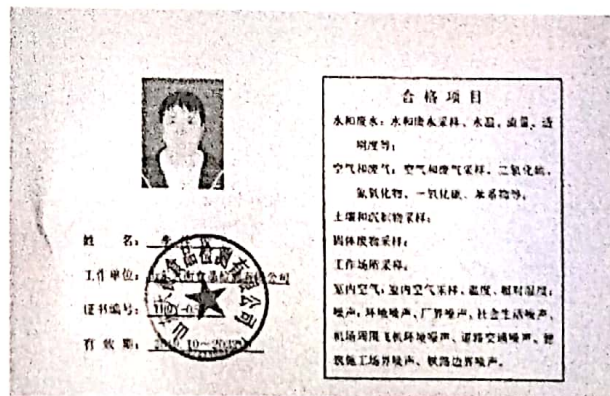 姓 名：李
工作单位：
证书编号：
有 效 期：
合格项目
水和废水：水和废水采样、水温、流量、透
明度等；
空气和废气：空气和废气采样、二氧化硫、
氮氧化物、一氧化碳、苯系物等；
土壤和沉积物采样；
固体废物采样；
工作场所采样；
室内空气：室内空气采样、温度、相对湿度；
噪声：环境噪声、厂界噪声、社会生活噪声、
机场周围飞机环境噪声、道路交通噪声、建
筑施工场界噪声、铁路边界噪声。